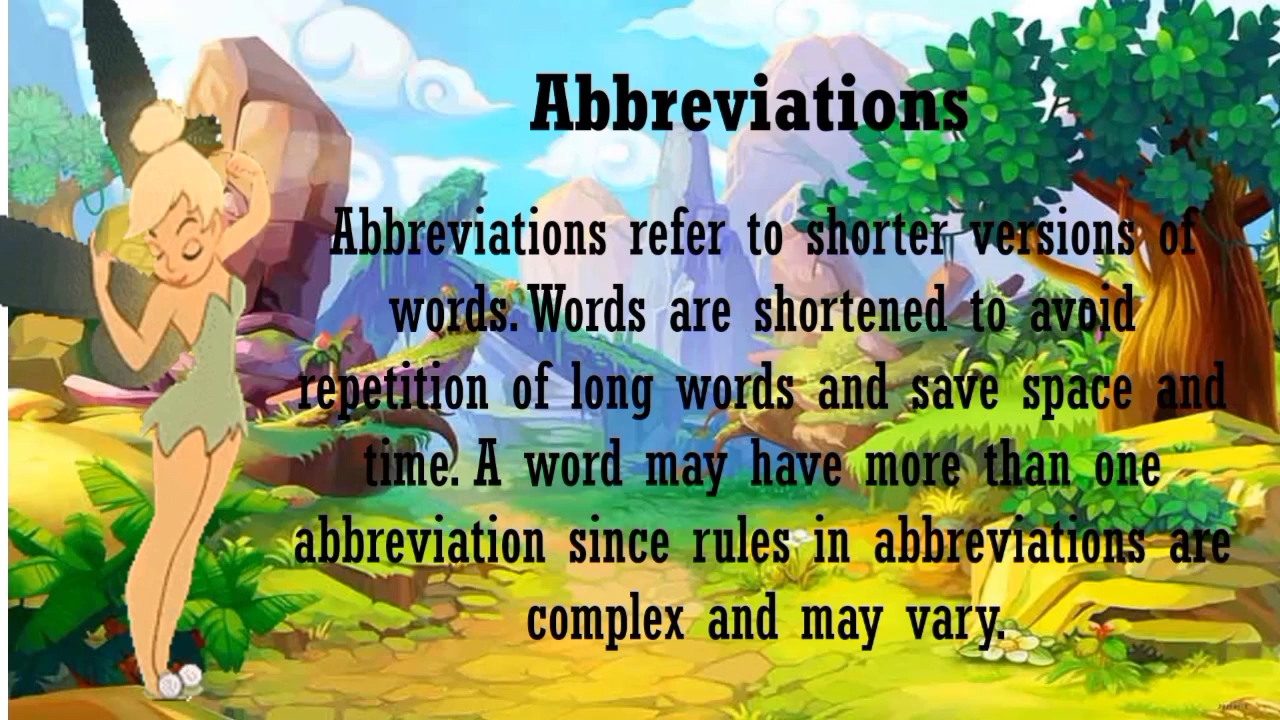 Abbreviations
Abbreviations refer to shorter versions of
words. Words are shortened to avoid
repetition of long words and save space and
time. A word may have more than one
abbreviation since rules in abbreviations are
complex and may vary.